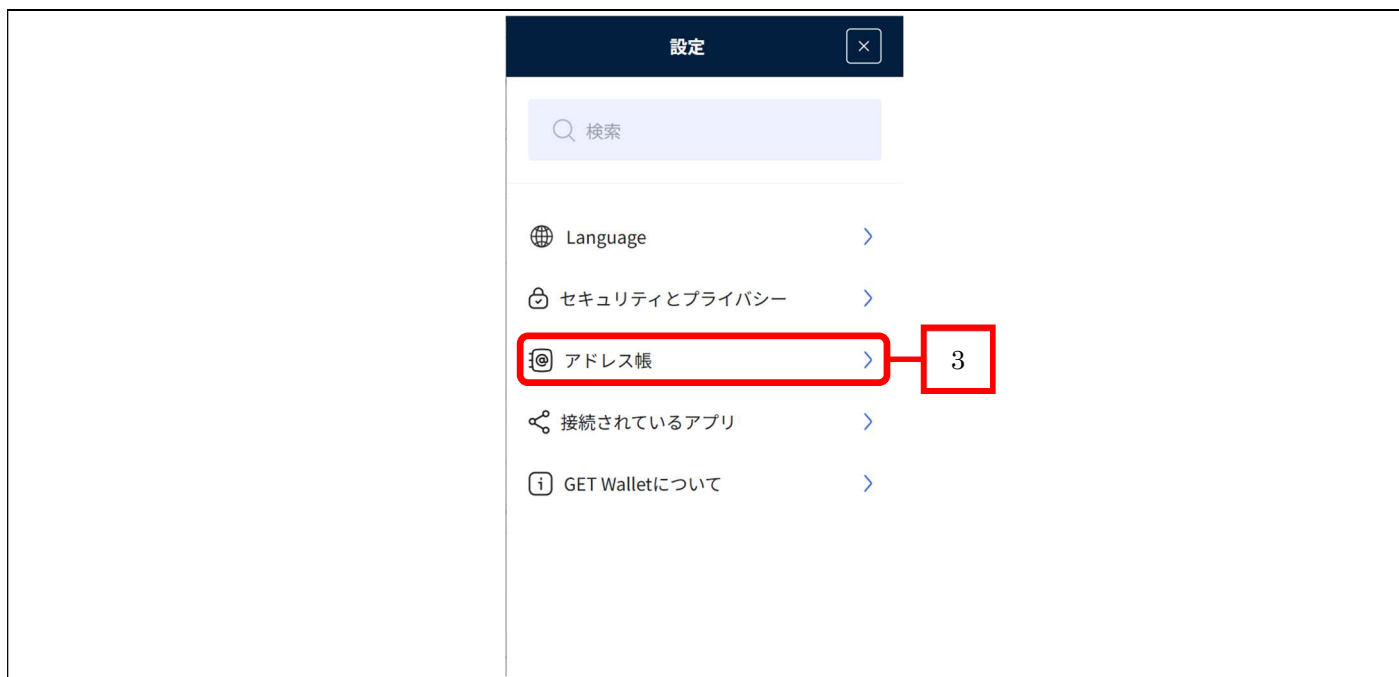 設定
検索
Language
セキュリティとプライバシー
アドレス帳
3
接続されているアプリ
GET Walletについて